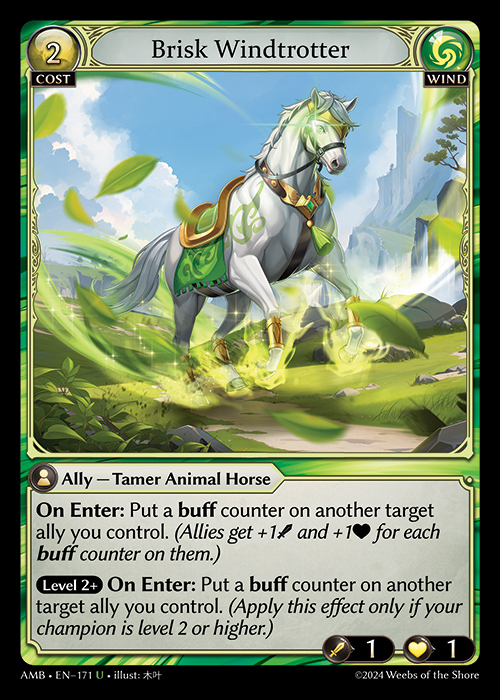 2
Brisk Windtrotter
COST
WIND
Ally — Tamer Animal Horse
On Enter: Put a buff counter on another target
ally you control. (Allies get +1 and +1 for each
buff counter on them.)
Level 2+ On Enter: Put a buff counter on another
target ally you control. (Apply this effect only if your
champion is level 2 or higher.)
1
1
AMB • EN-171 U • illust: 木叶
©2024 Weebs of the Shore